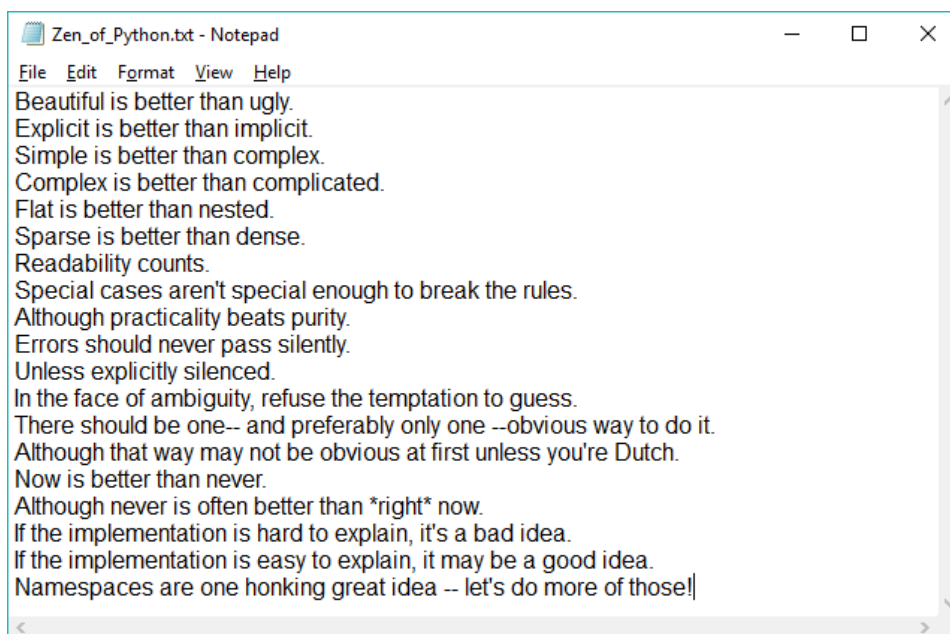 Zen_of_Python.txt - Notepad
File Edit Format View Help
Beautiful is better than ugly.
Explicit is better than implicit.
Simple is better than complex.
Complex is better than complicated.
Flat is better than nested.
Sparse is better than dense.
Readability counts.
Special cases aren't special enough to break the rules.
Although practicality beats purity.
Errors should never pass silently.
Unless explicitly silenced.
In the face of ambiguity, refuse the temptation to guess.
There should be one-- and preferably only one --obvious way to do it.
Although that way may not be obvious at first unless you're Dutch.
Now is better than never.
Although never is often better than *right* now.
If the implementation is hard to explain, it's a bad idea.
If the implementation is easy to explain, it may be a good idea.
Namespaces are one honking great idea -- let's do more of those!